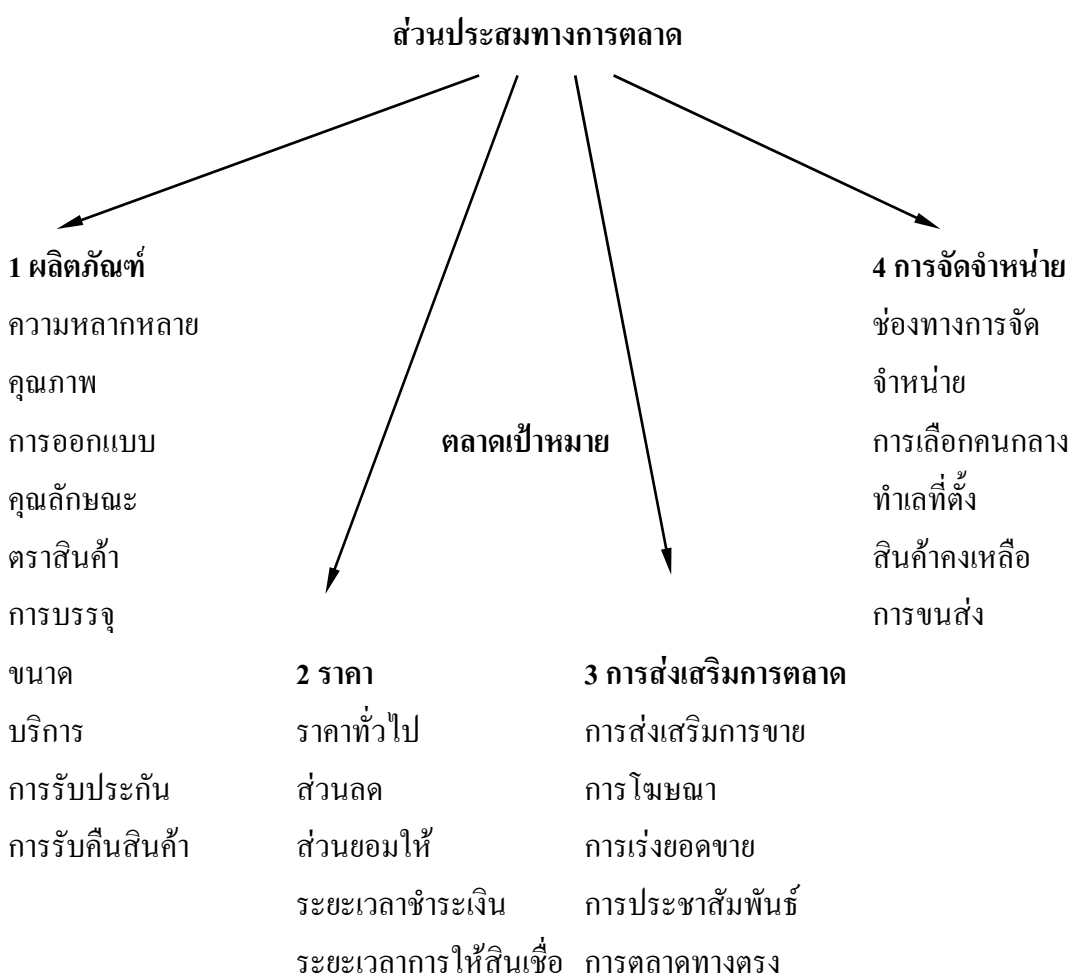 ส่วนประสมทางการตลาด
1 ผลิตภัณฑ์
ความหลากหลาย
คุณภาพ
การออกแบบ
คุณลักษณะ
ตราสินค้า
การบรรจุ
ขนาด
บริการ
การรับประกัน
การรับคืนสินค้า
ตลาดเป้าหมาย
2 ราคา
ราคาทั่วไป
ส่วนลด
ส่วนยอมให้
ระยะเวลาชำระเงิน
ระยะเวลาการให้สินเชื่อ
3 การส่งเสริมการตลาด
การส่งเสริมการขาย
การโฆษณา
การเร่งยอดขาย
การประชาสัมพันธ์
การตลาดทางตรง
4 การจัดจำหน่าย
ช่องทางการจัด
จำหน่าย
การเลือกคนกลาง
ทำเลที่ตั้ง
สินค้าคงเหลือ
การขนส่ง